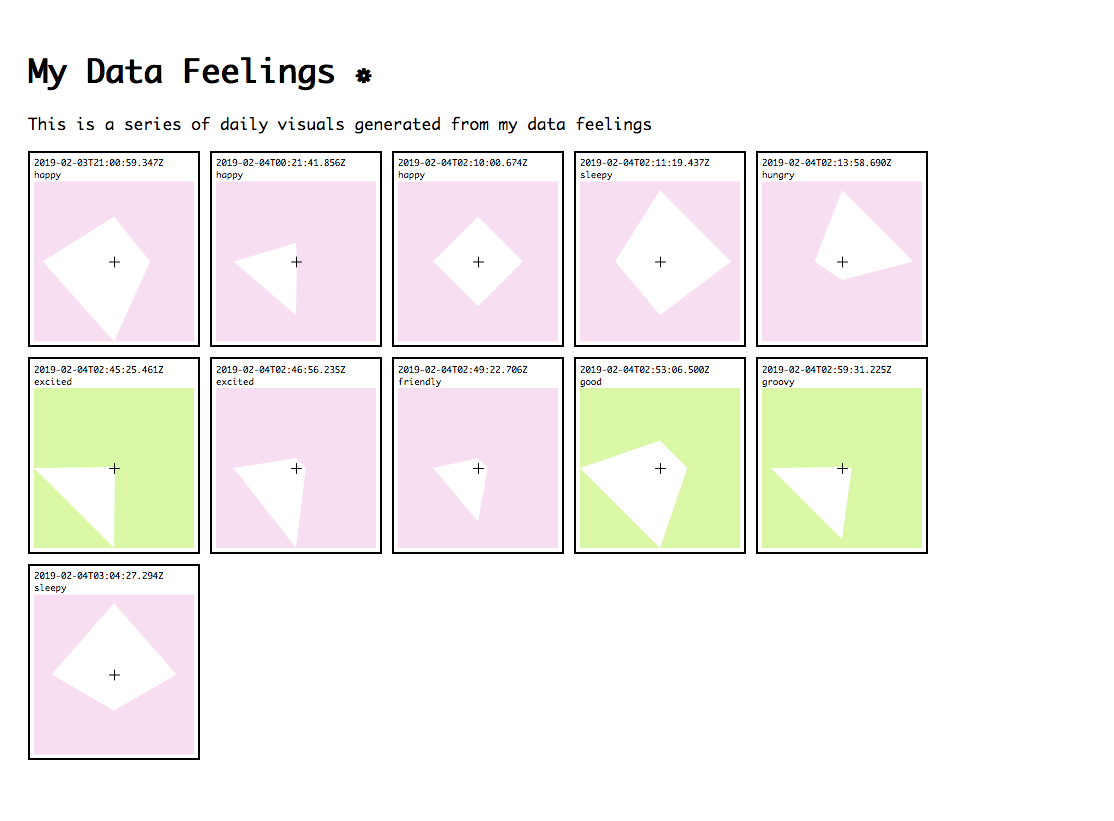 My Data Feelings ✽
This is a series of daily visuals generated from my data feelings
2019-02-03T21:00:59.347Z
happy
2019-02-04T00:21:41.856Z
happy
2019-02-04T02:10:00.674Z
happy
2019-02-04T02:11:19.437Z
sleepy
2019-02-04T02:13:58.690Z
hungry
2019-02-04T02:45:25.461Z
excited
2019-02-04T02:46:56.235Z
excited
2019-02-04T02:49:22.706Z
friendly
2019-02-04T02:53:06.500Z
good
2019-02-04T02:59:31.225Z
groovy
2019-02-04T03:04:27.294Z
sleepy